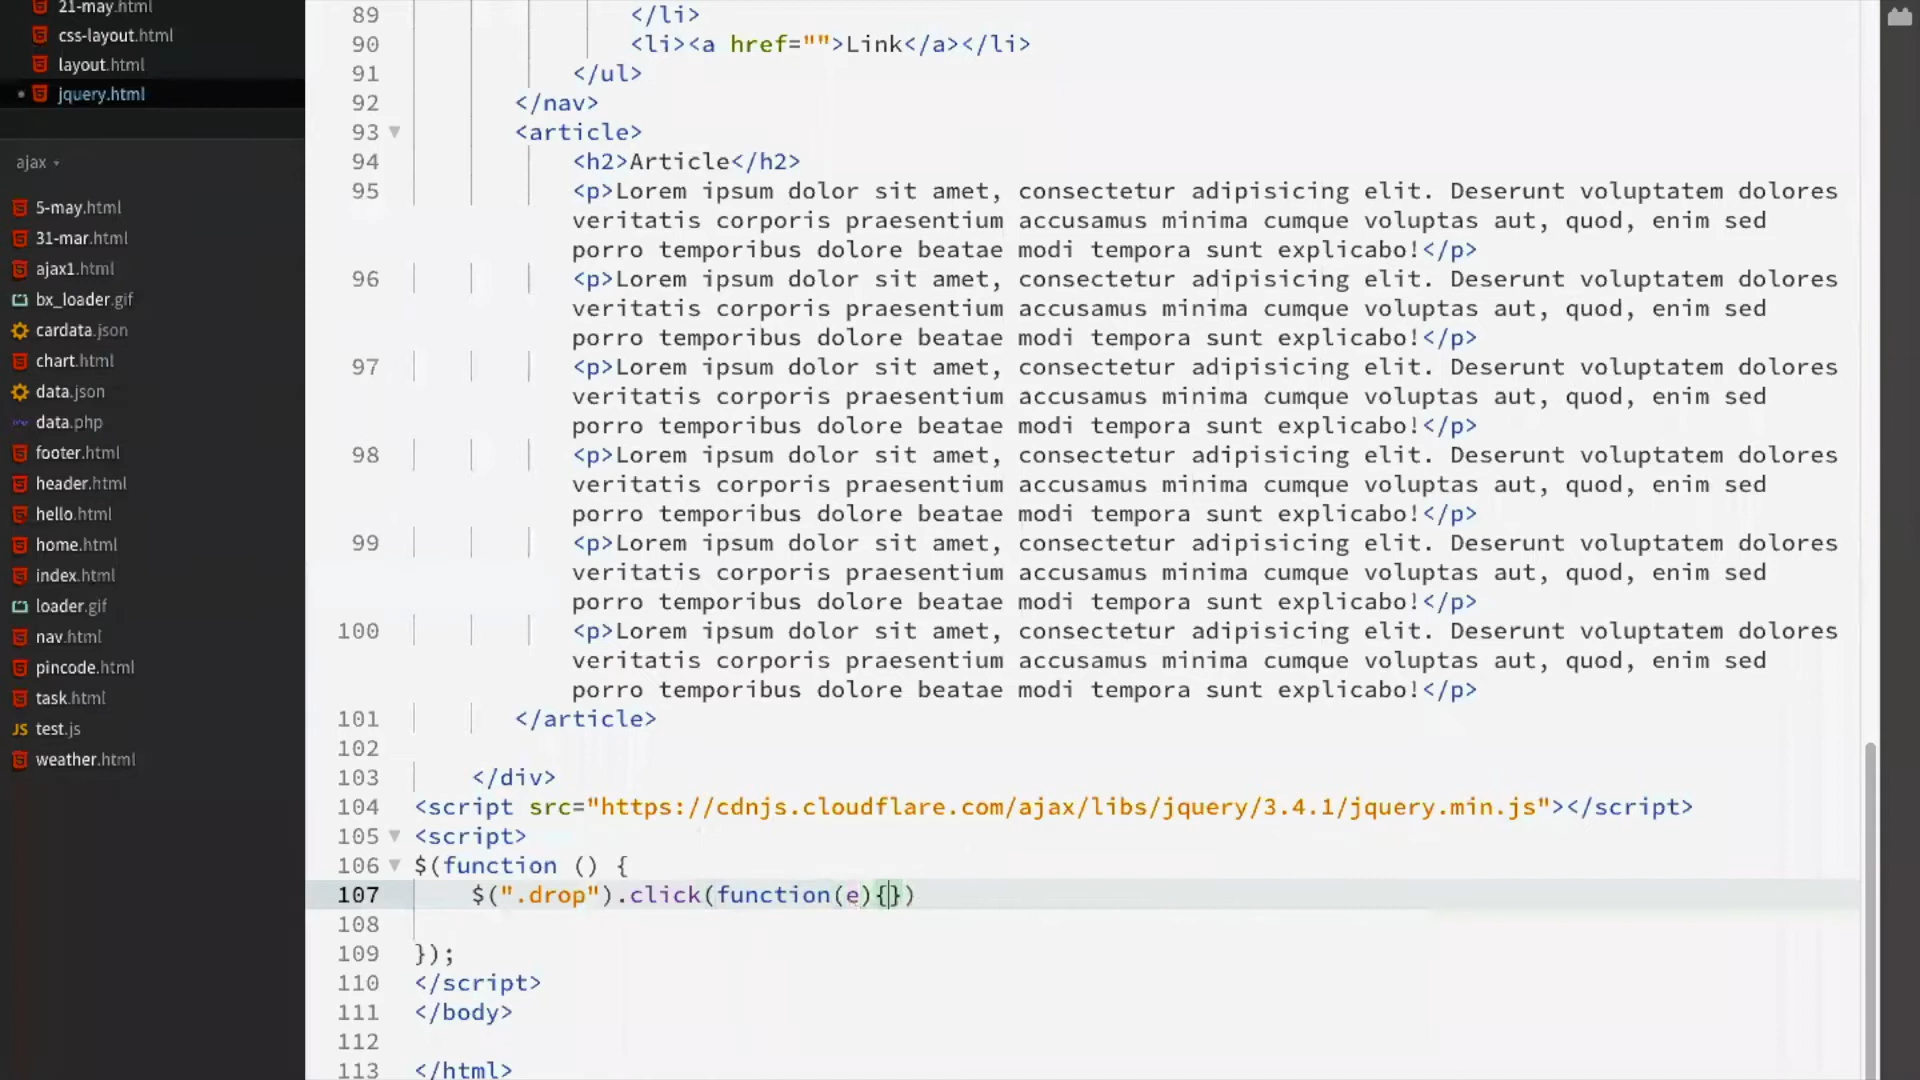 21-may.html
css-layout.html
layout.html
jquery.html
ajax
5-may.html
31-mar.html
ajax1.html
bx_loader.gif
cardata.json
chart.html
data.json
data.php
footer.html
header.html
hello.html
home.html
index.html
loader.gif
nav.html
pincode.html
task.html
JS test.js
weather.html
89 </li>
90 <li><a href="">Link</a></li>
91 </ul>
92 </nav>
93 <article>
94 <h2>Article</h2>
95 <p>Lorem ipsum dolor sit amet, consectetur adipisicing elit. Deserunt voluptatem dolores
veritatis corporis praesentium accusamus minima cumque voluptas aut, quod, enim sed
porro temporibus dolore beatae modi tempora sunt explicabo!</p>
96 <p>Lorem ipsum dolor sit amet, consectetur adipisicing elit. Deserunt voluptatem dolores
veritatis corporis praesentium accusamus minima cumque voluptas aut, quod, enim sed
porro temporibus dolore beatae modi tempora sunt explicabo!</p>
97 <p>Lorem ipsum dolor sit amet, consectetur adipisicing elit. Deserunt voluptatem dolores
veritatis corporis praesentium accusamus minima cumque voluptas aut, quod, enim sed
porro temporibus dolore beatae modi tempora sunt explicabo!</p>
98 <p>Lorem ipsum dolor sit amet, consectetur adipisicing elit. Deserunt voluptatem dolores
veritatis corporis praesentium accusamus minima cumque voluptas aut, quod, enim sed
porro temporibus dolore beatae modi tempora sunt explicabo!</p>
99 <p>Lorem ipsum dolor sit amet, consectetur adipisicing elit. Deserunt voluptatem dolores
veritatis corporis praesentium accusamus minima cumque voluptas aut, quod, enim sed
porro temporibus dolore beatae modi tempora sunt explicabo!</p>
100 <p>Lorem ipsum dolor sit amet, consectetur adipisicing elit. Deserunt voluptatem dolores
veritatis corporis praesentium accusamus minima cumque voluptas aut, quod, enim sed
porro temporibus dolore beatae modi tempora sunt explicabo!</p>
101 </article>
102
103 </div>
104 <script src="https://cdnjs.cloudflare.com/ajax/libs/jquery/3.4.1/jquery.min.js"></script>
105 <script>
106 $(function () {
107 $(".drop").click(function(e){})
108
109 });
110 </script>
111 </body>
112
113 </html>